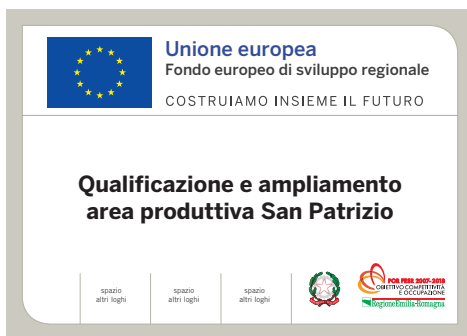 Unione europea
Fondo europeo di sviluppo regionale
COSTRUIAMO INSIEME IL FUTURO
Qualificazione e ampliamento
area produttiva San Patrizio
spazio
altri loghi
spazio
altri loghi
spazio
altri loghi
POR FESR 2007-2013
OBIETTIVO COMPETITIVITÀ
E OCCUPAZIONE
RegioneEmilia-Romagna